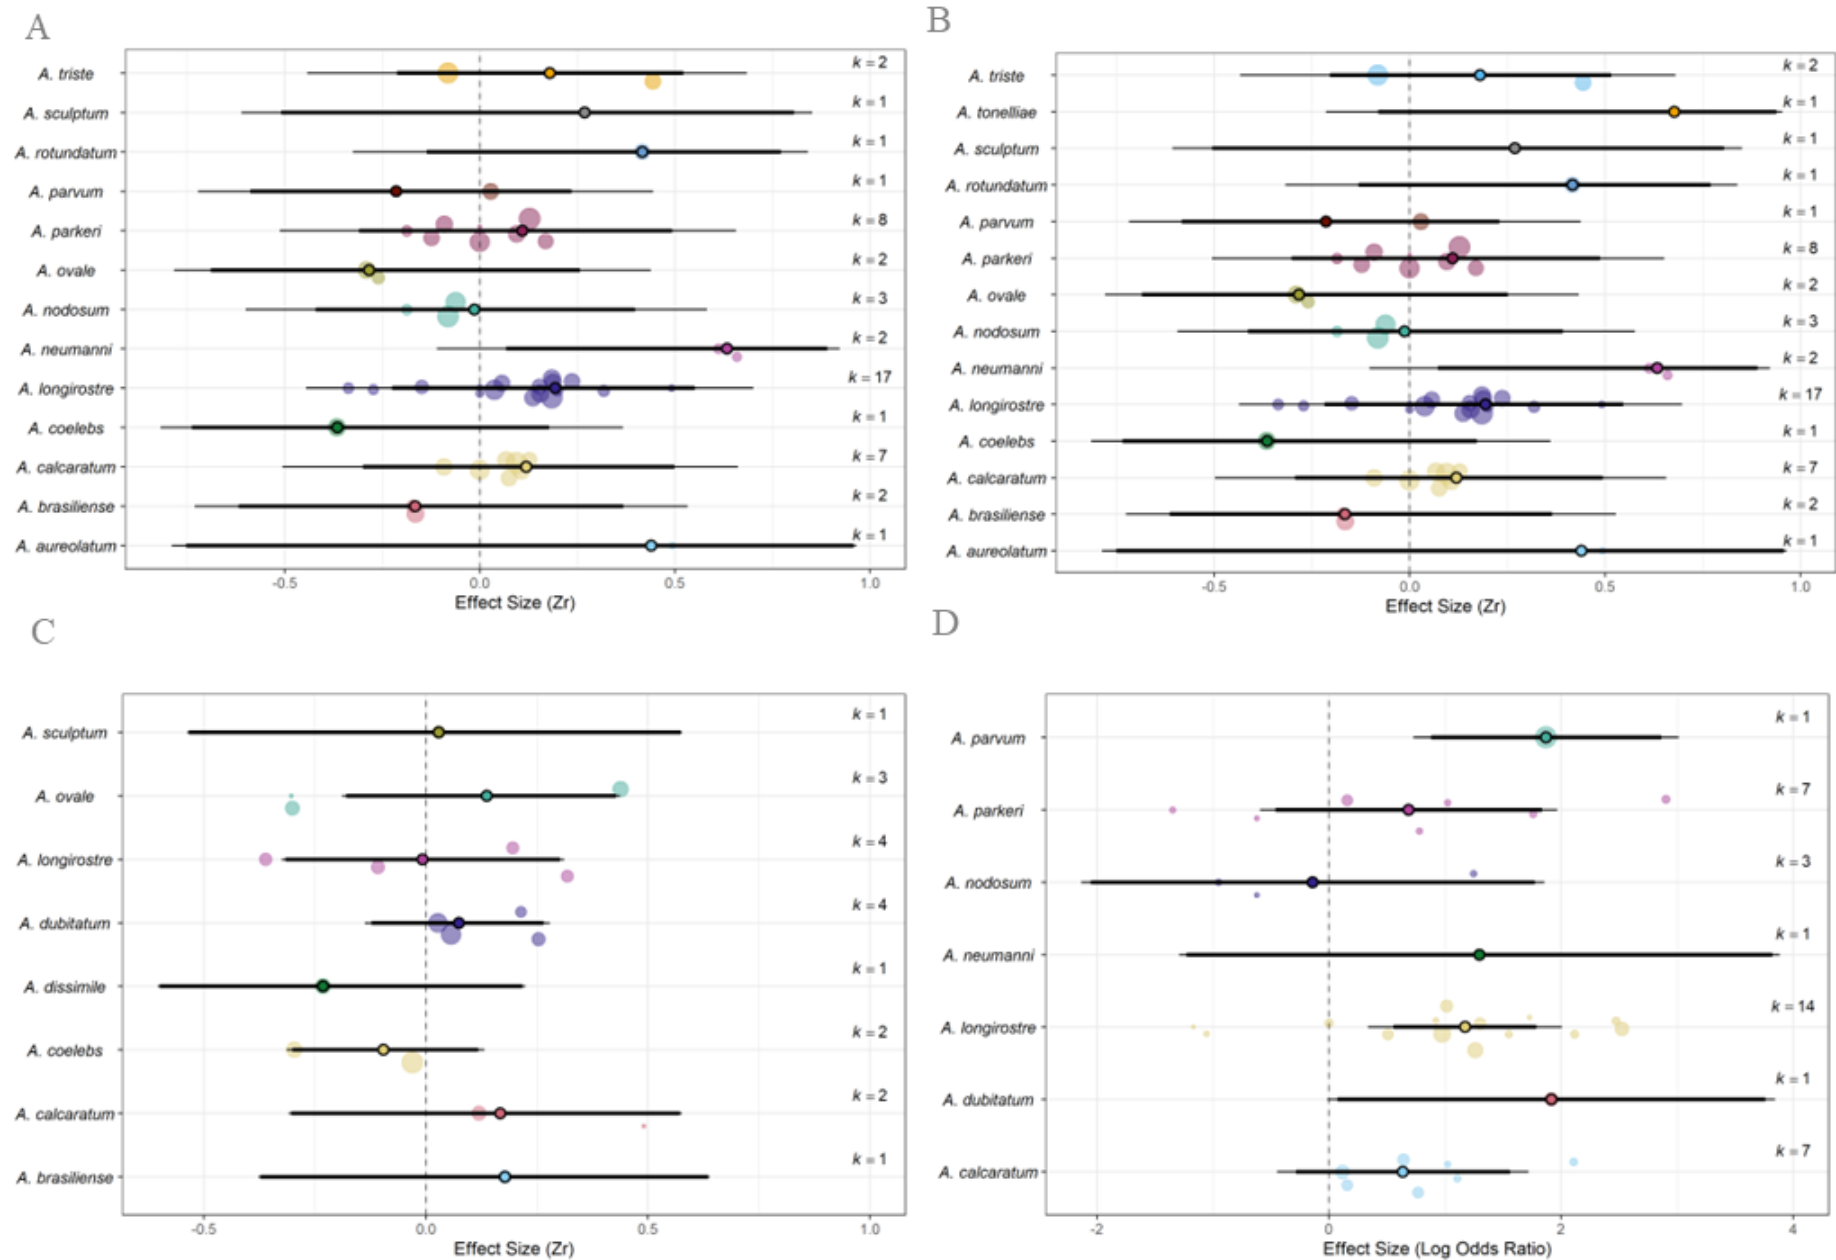 A
A. triste
k = 2
A. sculptum
k = 1
A. rotundatum
k = 1
A. parvum
k = 1
A. parkeri
k = 8
A. ovale
k = 2
A. nodosum
k = 3
A. neumanni
k = 2
A. longirostre
k = 17
A. coelebs
k = 1
A. calcaratum
k = 7
A. brasiliense
k = 2
A. aureolatum
k = 1
-0.5 0.0 0.5 1.0
Effect Size (Zr)
B
A. triste
k = 2
A. tonelliae
k = 1
A. sculptum
k = 1
A. rotundatum
k = 1
A. parvum
k = 1
A. parkeri
k = 8
A. ovale
k = 2
A. nodosum
k = 3
A. neumanni
k = 2
A. longirostre
k = 17
A. coelebs
k = 1
A. calcaratum
k = 7
A. brasiliense
k = 2
A. aureolatum
k = 1
-0.5 0.0 0.5 1.0
Effect Size (Zr)
C
A. sculptum
k = 1
A. ovale
k = 3
A. longirostre
k = 4
A. dubitatum
k = 4
A. dissimile
k = 1
A. coelebs
k = 2
A. calcaratum
k = 2
A. brasiliense
k = 1
-0.5 0.0 0.5 1.0
Effect Size (Zr)
D
A. parvum
k = 1
A. parkeri
k = 7
A. nodosum
k = 3
A. neumanni
k = 1
A. longirostre
k = 14
A. dubitatum
k = 1
A. calcaratum
k = 7
-2 0 2 4
Effect Size (Log Odds Ratio)